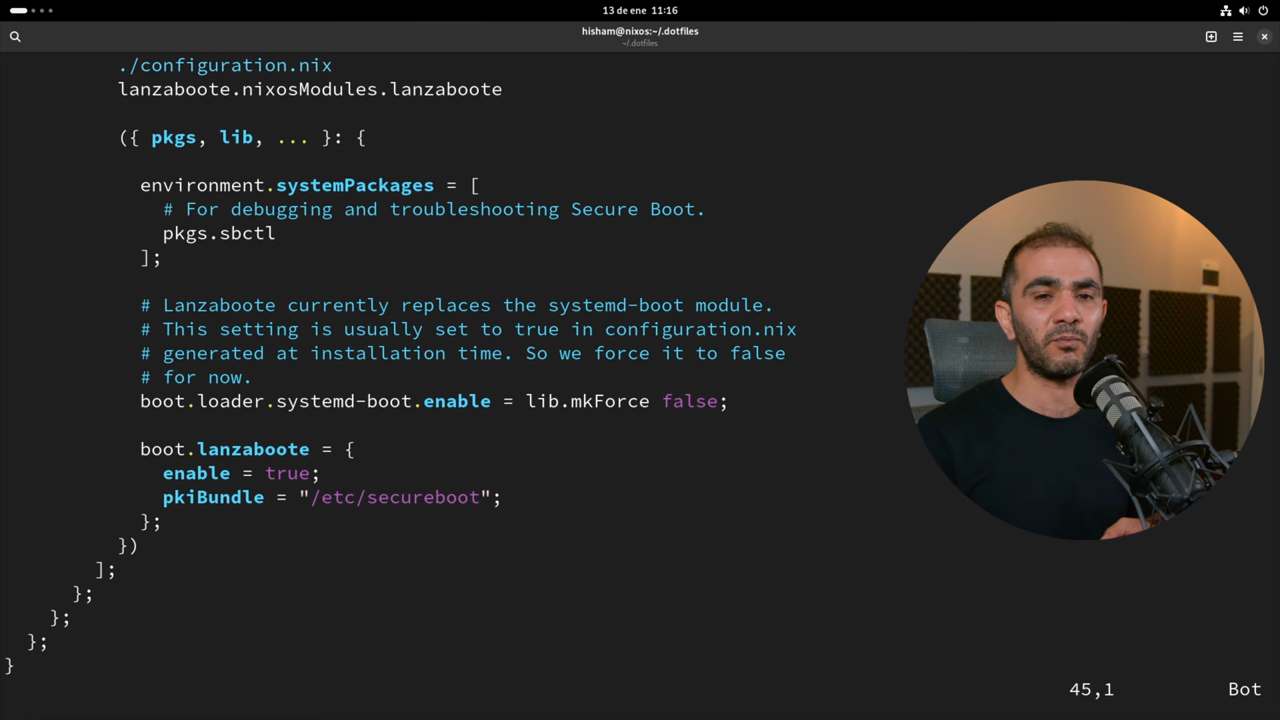 13 de ene 11:16
hisham@nixos:~/.dotfiles
~/.dotfiles
./configuration.nix
lanzaboote.nixosModules.lanzaboote
({ pkgs, lib, ... }: {
environment.systemPackages = [
# For debugging and troubleshooting Secure Boot.
pkgs.sbctl
];
# Lanzaboote currently replaces the systemd-boot module.
# This setting is usually set to true in configuration.nix
# generated at installation time. So we force it to false
# for now.
boot.loader.systemd-boot.enable = lib.mkForce false;
boot.lanzaboote = {
enable = true;
pkiBundle = "/etc/secureboot";
};
})
];
};
};
};
}
45,1 Bot